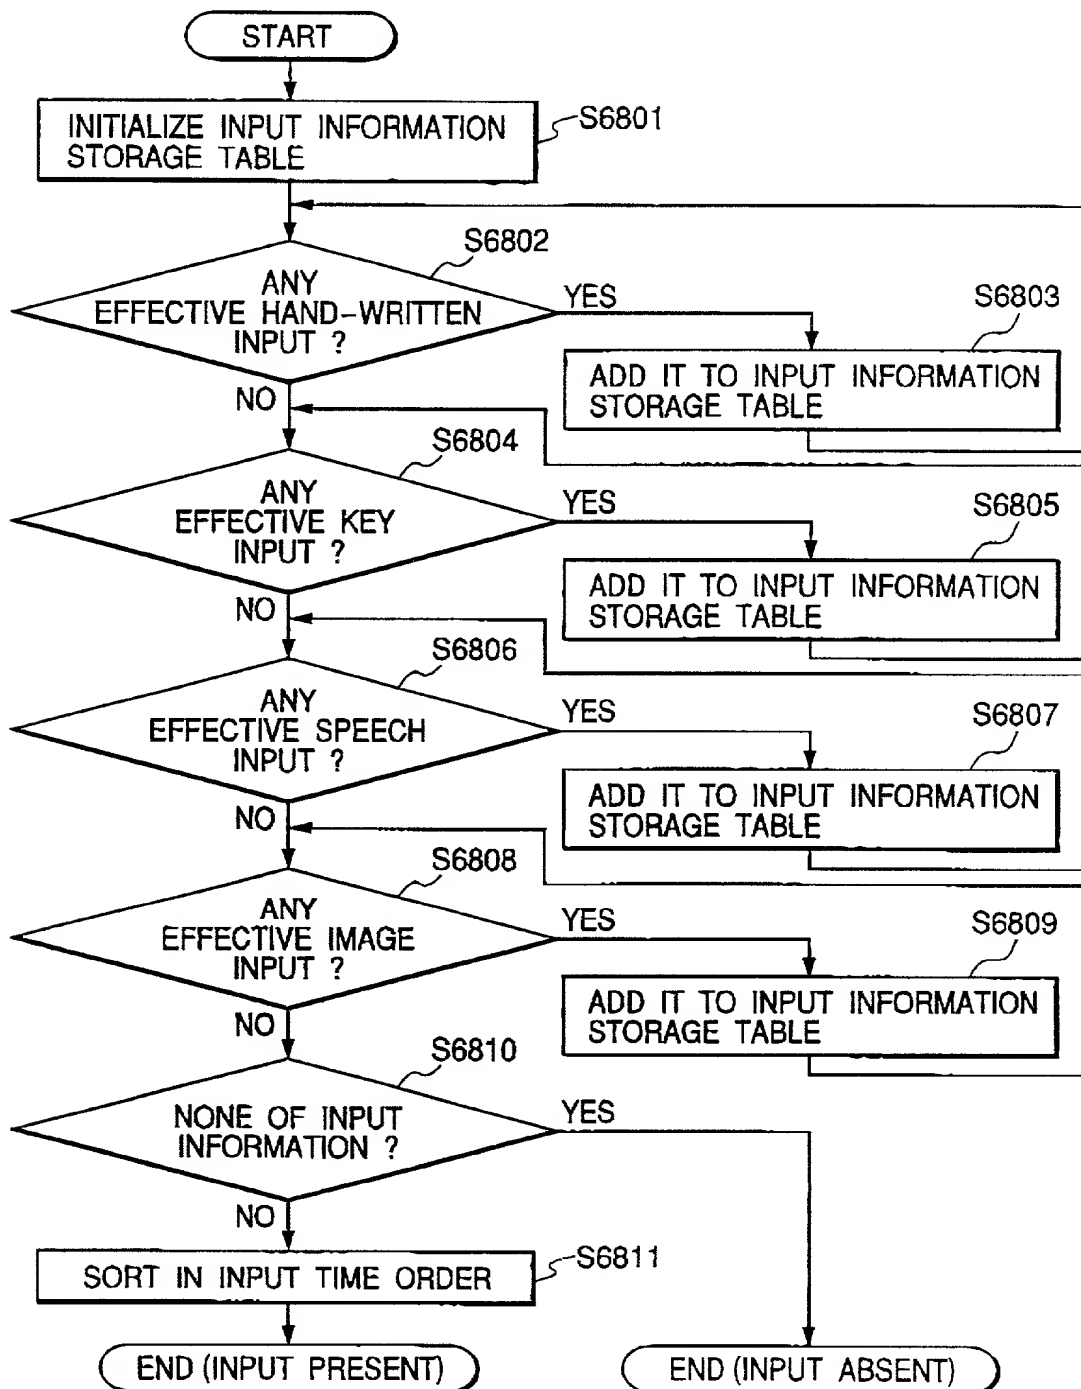 START
S6801
INITIALIZE INPUT INFORMATION
STORAGE TABLE
S6802
ANY
EFFECTIVE HAND-WRITTEN
INPUT ?
YES
NO
S6803
ADD IT TO INPUT INFORMATION
STORAGE TABLE
S6804
ANY
EFFECTIVE KEY
INPUT ?
YES
NO
S6805
ADD IT TO INPUT INFORMATION
STORAGE TABLE
S6806
ANY
EFFECTIVE SPEECH
INPUT ?
YES
NO
S6807
ADD IT TO INPUT INFORMATION
STORAGE TABLE
S6808
ANY
EFFECTIVE IMAGE
INPUT ?
YES
NO
S6809
ADD IT TO INPUT INFORMATION
STORAGE TABLE
S6810
NONE OF INPUT
INFORMATION ?
YES
NO
S6811
SORT IN INPUT TIME ORDER
END (INPUT PRESENT)
END (INPUT ABSENT)